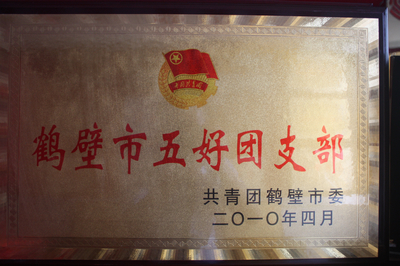 鹤壁市五好团支部
共青团鹤壁市委
二〇一〇年四月